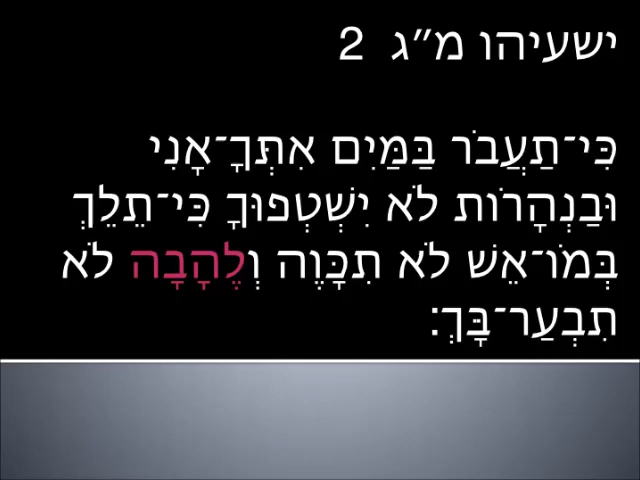 ישעיהו מ״ג 2
כִּי־תַעֲבֹר בַּמַּיִם אִתְּךָ־אָנִי
וּבַנְּהָרוֹת לֹא יִשְׁטְפוּךָ כִּי־תֵלֵךְ
בְּמוֹ־אֵשׁ לֹא תִכָּוֶה וְלֶהָבָה לֹא
תִבְעַר־בָּךְ: